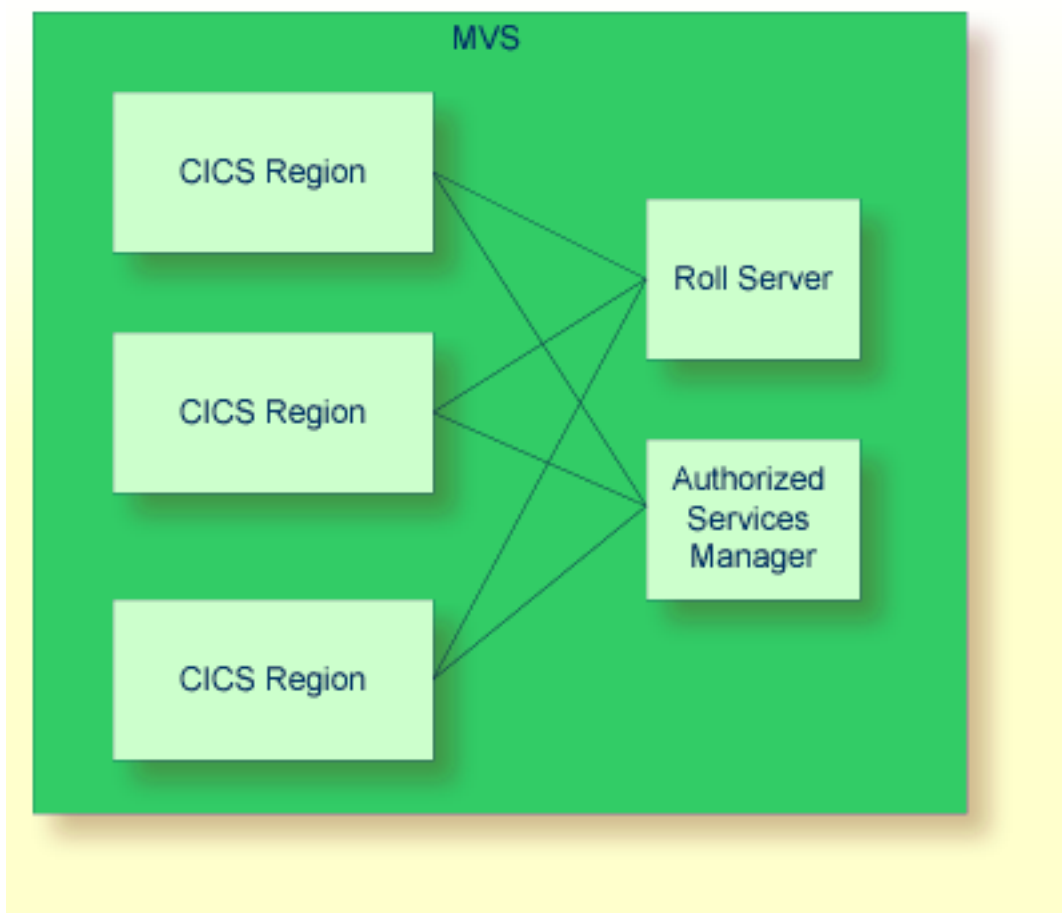 MVS
CICS Region
Roll Server
CICS Region
Authorized
Services
Manager
CICS Region